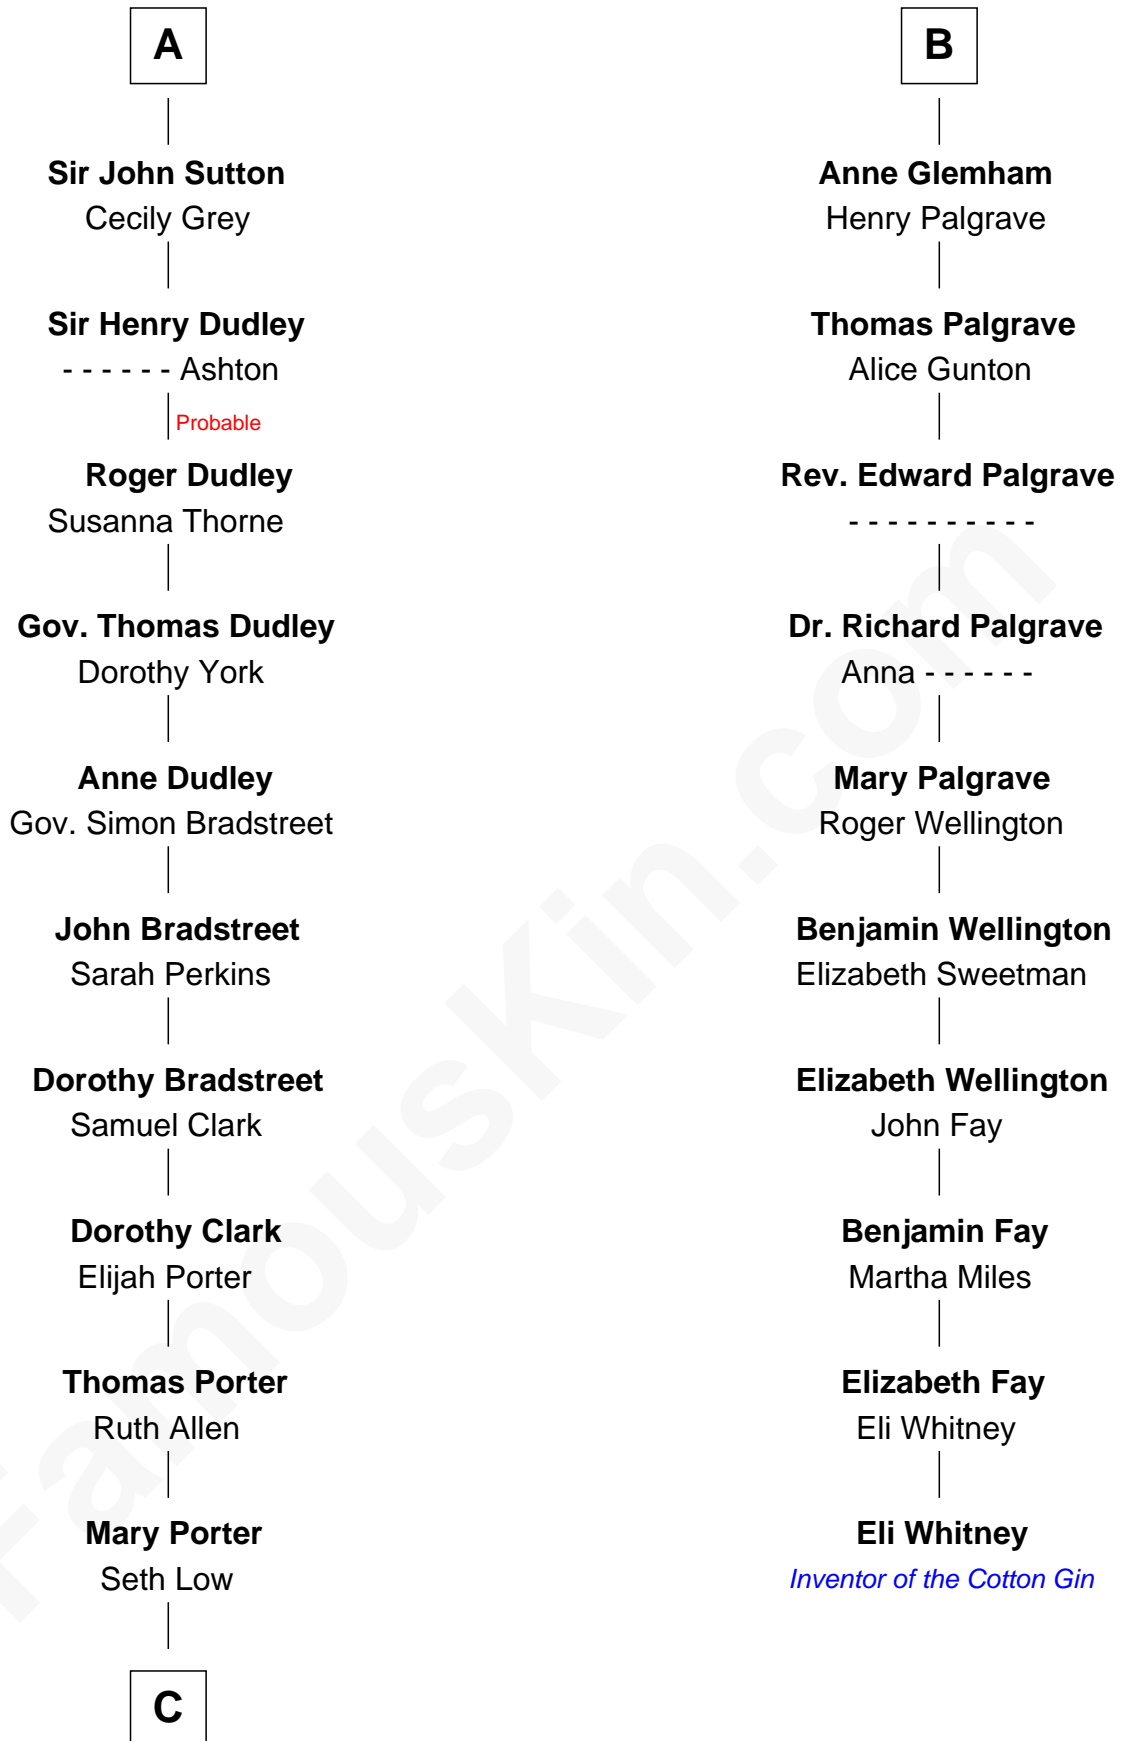 A
Sir John Sutton
Cecily Grey
Sir Henry Dudley
- - - - - - Ashton
Probable
Roger Dudley
Susanna Thorne
Gov. Thomas Dudley
Dorothy York
Anne Dudley
Gov. Simon Bradstreet
John Bradstreet
Sarah Perkins
Dorothy Bradstreet
Samuel Clark
Dorothy Clark
Elijah Porter
Thomas Porter
Ruth Allen
Mary Porter
Seth Low
C
B
Anne Glemham
Henry Palgrave
Thomas Palgrave
Alice Gunton
Rev. Edward Palgrave
- - - - - - - - - -
Dr. Richard Palgrave
Anna - - - - - -
Mary Palgrave
Roger Wellington
Benjamin Wellington
Elizabeth Sweetman
Elizabeth Wellington
John Fay
Benjamin Fay
Martha Miles
Elizabeth Fay
Eli Whitney
Eli Whitney
Inventor of the Cotton Gin
FamousKin.com